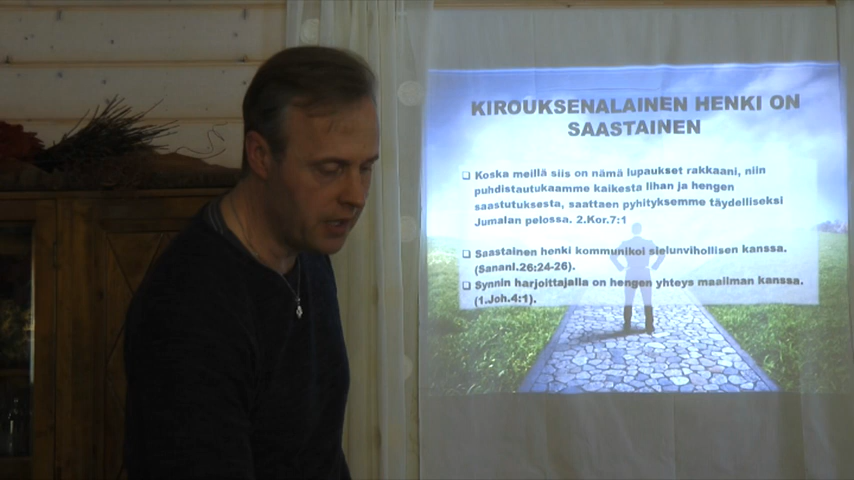 KIROUKSENALAINEN HENKI ON
SAASTAINEN
❑ Koska meillä siis on nämä lupaukset rakkaani, niin
puhdistautukaamme kaikesta lihan ja hengen
saastutuksesta, saattaen pyhityksemme täydelliseksi
Jumalan pelossa. 2.Kor.7:1
❑ Saastainen henki kommunikoi sielunvihollisen kanssa.
(Sananl.26:24-26).
❑ Synnin harjoittajalla on hengen yhteys maailman kanssa.
(1.Joh.4:1).